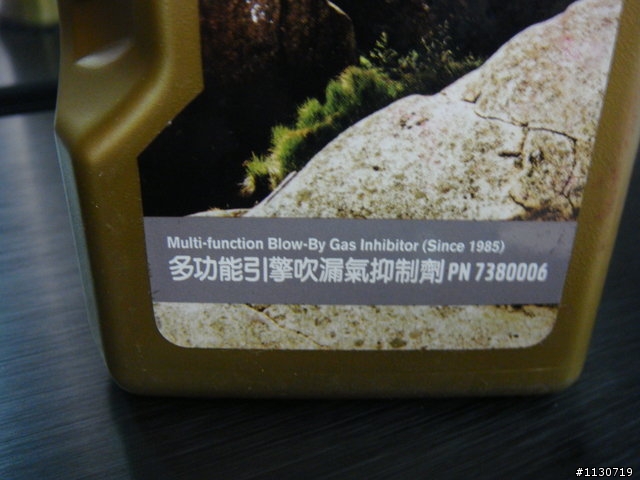 Multi-function Blow-By Gas Inhibitor (Since 1985)
多功能引擎吹漏氣抑制劑 PN 7380006
#1130719